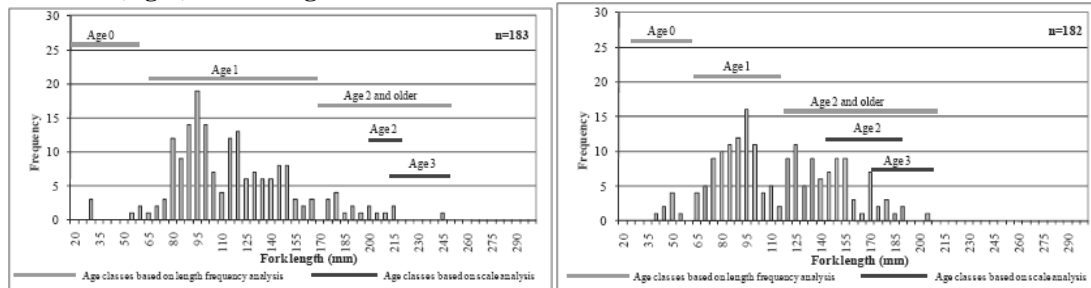 n=183
Age 0
Age 1
Age 2 and older
Age 2
Age 3
Frequency
30
25
20
15
10
5
0
20
35
50
65
80
95
110
125
140
155
170
185
200
215
230
245
260
275
290
Fork length (mm)
Age classes based on length frequency analysis
Age classes based on scale analysis
n=182
Age 0
Age 1
Age 2 and older
Age 2
Age 3
Frequency
30
25
20
15
10
5
0
20
35
50
65
80
95
110
125
140
155
170
185
200
215
230
245
260
275
290
Fork length (mm)
Age classes based on length frequency analysis
Age classes based on scale analysis